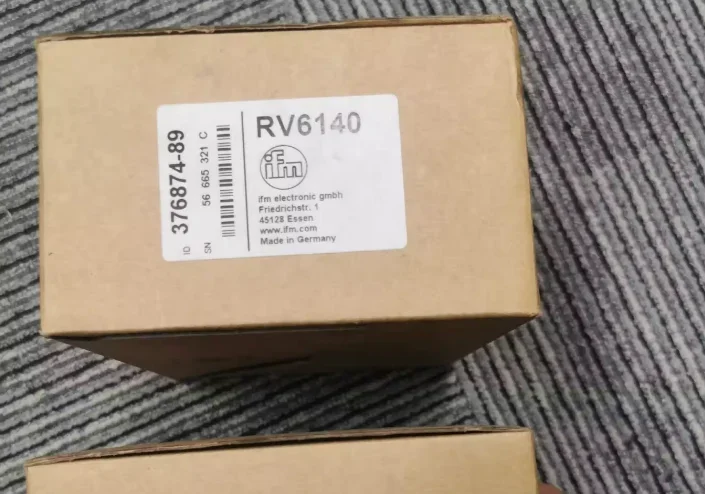 ID 376874-89
SN 56 665 321 C
RV6140
ifm
ifm electronic gmbh
Friedrichstr. 1
45128 Essen
www.ifm.com
Made in Germany